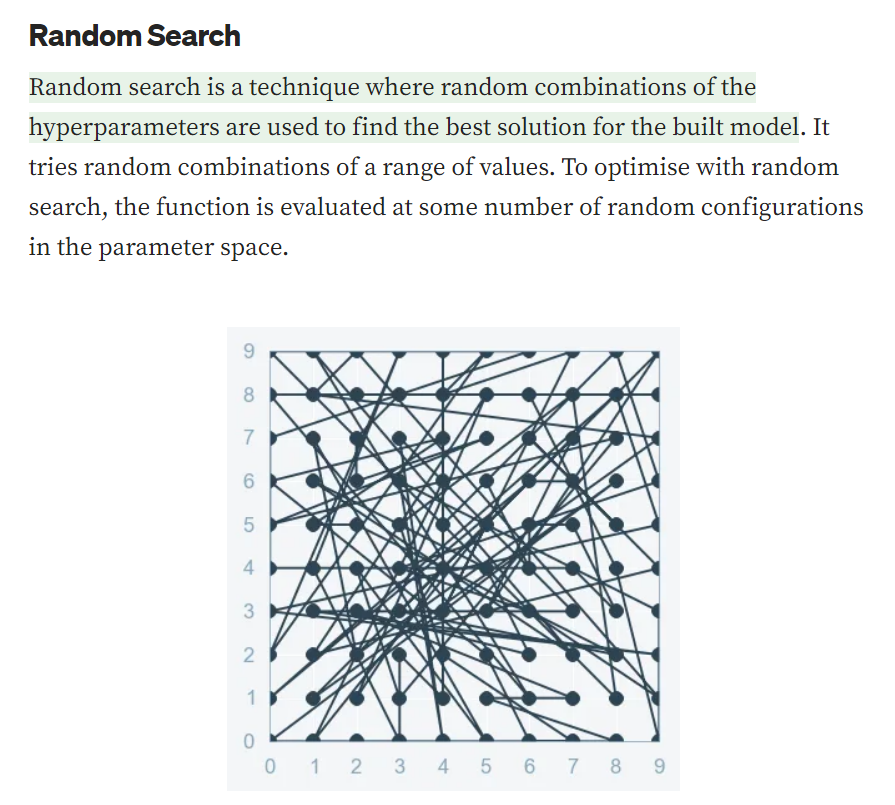 Random Search
Random search is a technique where random combinations of the
hyperparameters are used to find the best solution for the built model. It
tries random combinations of a range of values. To optimise with random
search, the function is evaluated at some number of random configurations
in the parameter space.
9
8
7
6
5
4
3
2
1
0
0 1 2 3 4 5 6 7 8 9